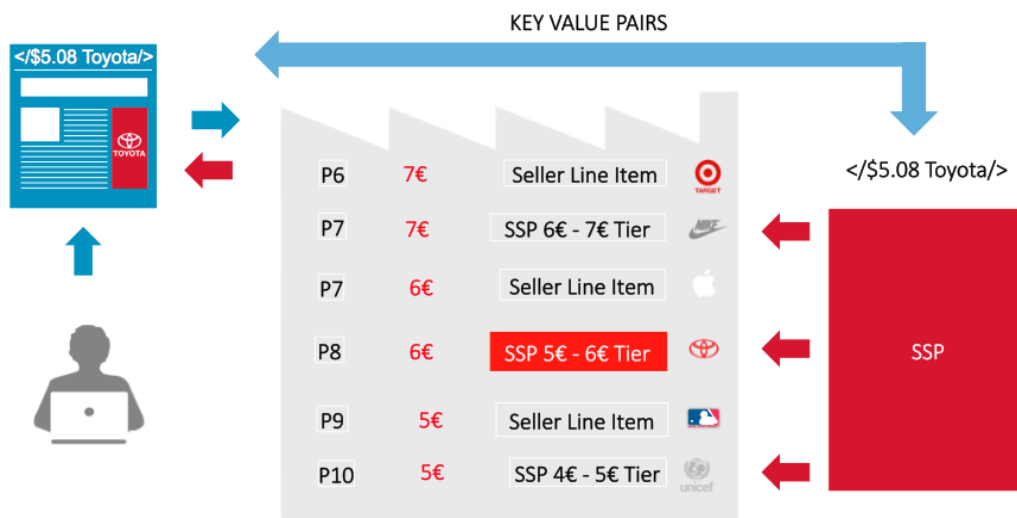 KEY VALUE PAIRS
</$5.08 Toyota/>
TOYOTA
</$5.08 Toyota/>
P6 7€ Seller Line Item TARGET
P7 7€ SSP 6€ - 7€ Tier NIKE
P7 6€ Seller Line Item
P8 6€ SSP 5€ - 6€ Tier
SSP
P9 5€ Seller Line Item
P10 5€ SSP 4€ - 5€ Tier unicef